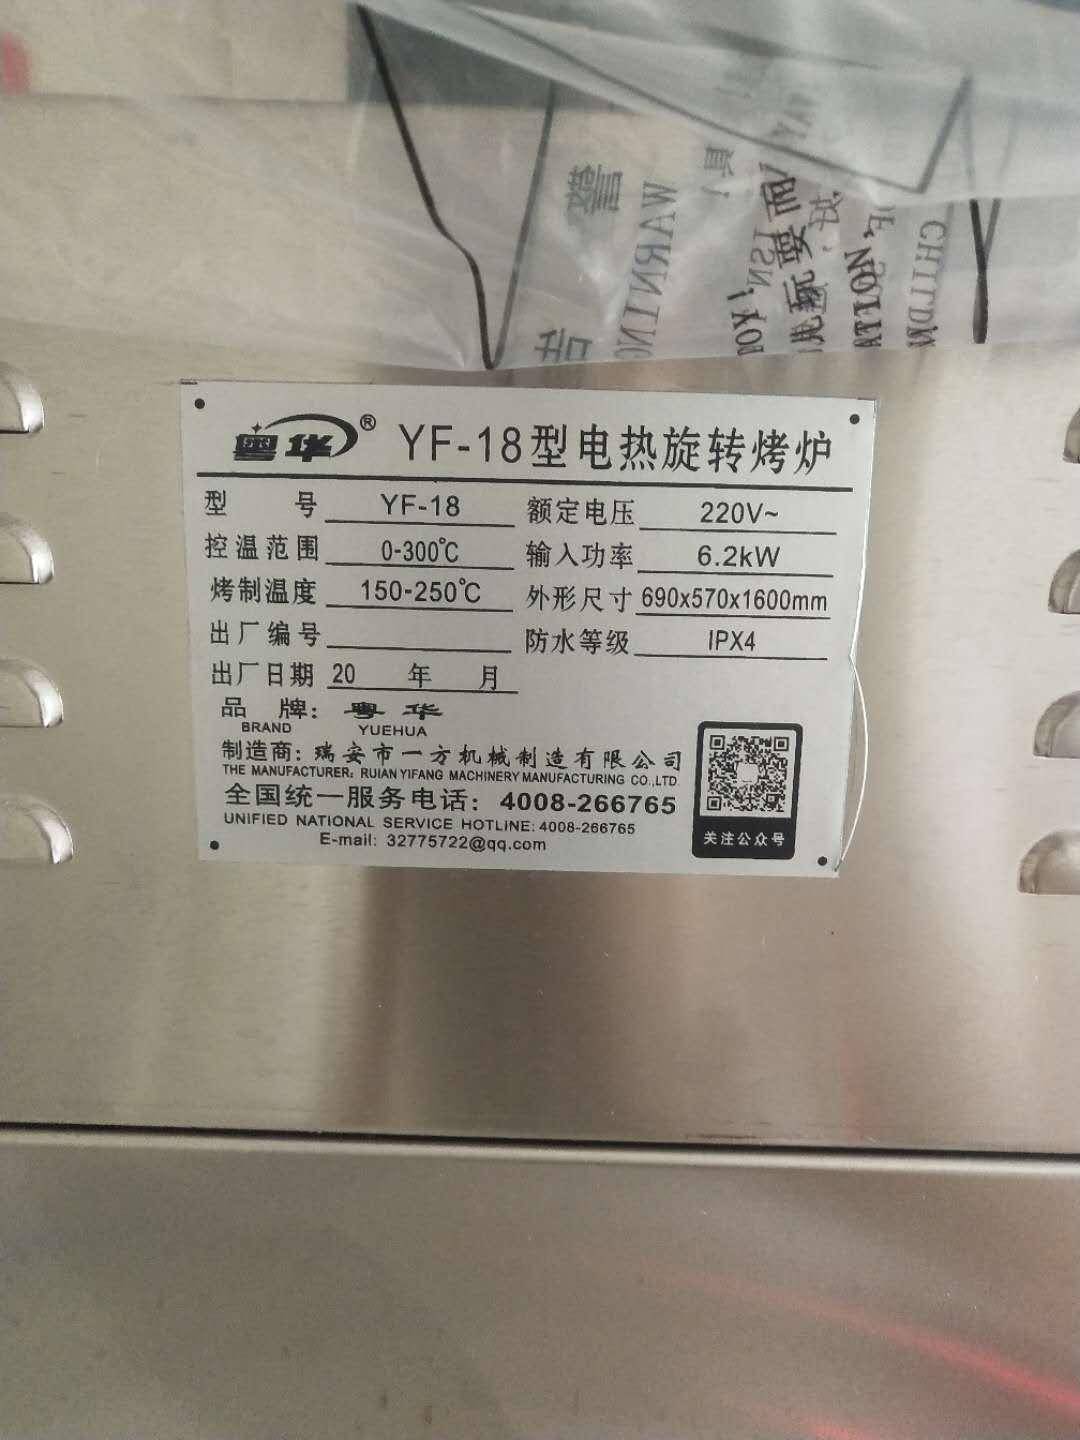 警
告
WARNING
CHILDR
粤华® YF-18型电热旋转烤炉
型 号 YF-18 额定电压 220V~
控温范围 0-300℃ 输入功率 6.2kW
烤制温度 150-250℃ 外形尺寸 690x570x1600mm
出厂编号 防水等级 IPX4
出厂日期 20 年 月
品 牌: 粤华
BRAND YUEHUA
制造商: 瑞安市一方机械制造有限公司
THE MANUFACTURER: RUIAN YIFANG MACHINERY MANUFACTURING CO.,LTD
全国统一服务电话: 4008-266765
UNIFIED NATIONAL SERVICE HOTLINE: 4008-266765
E-mail: 32775722@qq.com
关注公众号